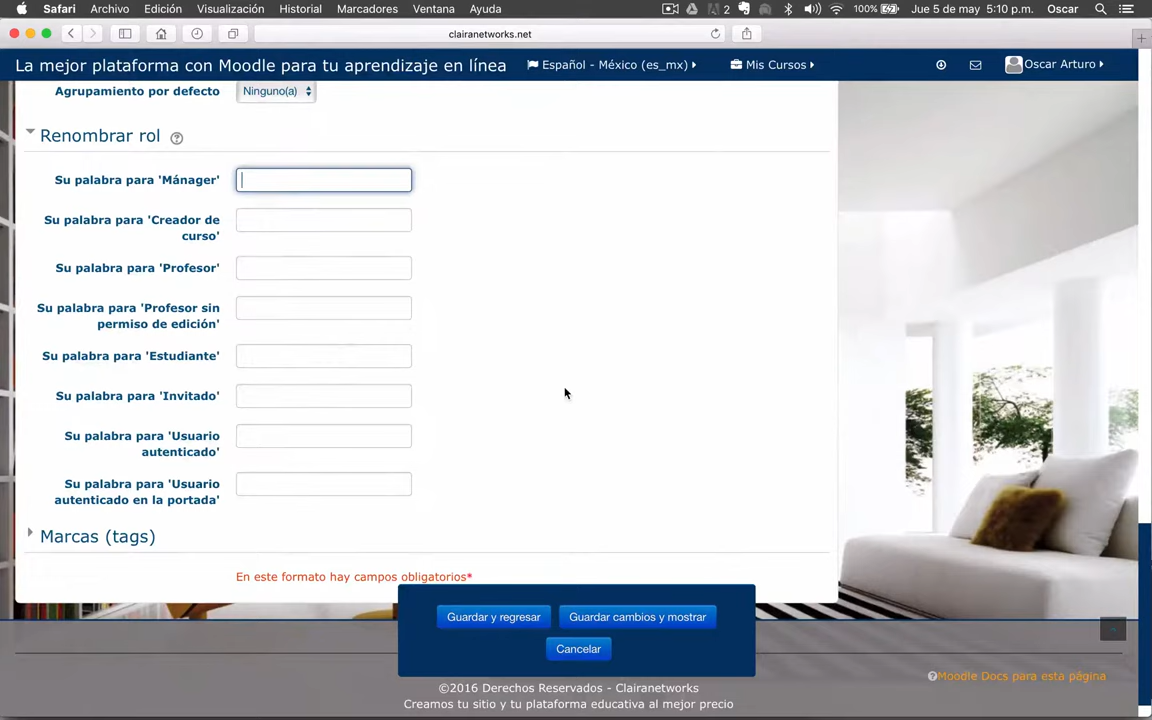 Safari Archivo Edición Visualización Historial Marcadores Ventana Ayuda 2 100% Jue 5 de may 5:10 p.m. Oscar
clairanetworks.net
La mejor plataforma con Moodle para tu aprendizaje en línea Español - México (es_mx) Mis Cursos Oscar Arturo
Agrupamiento por defecto Ninguno(a)
Renombrar rol ?
Su palabra para 'Mánager'
Su palabra para 'Creador de
curso'
Su palabra para 'Profesor'
Su palabra para 'Profesor sin
permiso de edición'
Su palabra para 'Estudiante'
Su palabra para 'Invitado'
Su palabra para 'Usuario
autenticado'
Su palabra para 'Usuario
autenticado en la portada'
Marcas (tags)
En este formato hay campos obligatorios*
Guardar y regresar Guardar cambios y mostrar
Cancelar
?Moodle Docs para esta página
©2016 Derechos Reservados - Clairanetworks
Creamos tu sitio y tu plataforma educativa al mejor precio